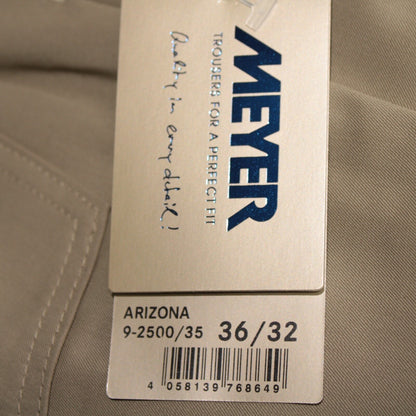 MEYER
TROUSERS FOR A PERFECT FIT
Quality in every detail!
ARIZONA
9-2500/35 36/32
4 058139 768649